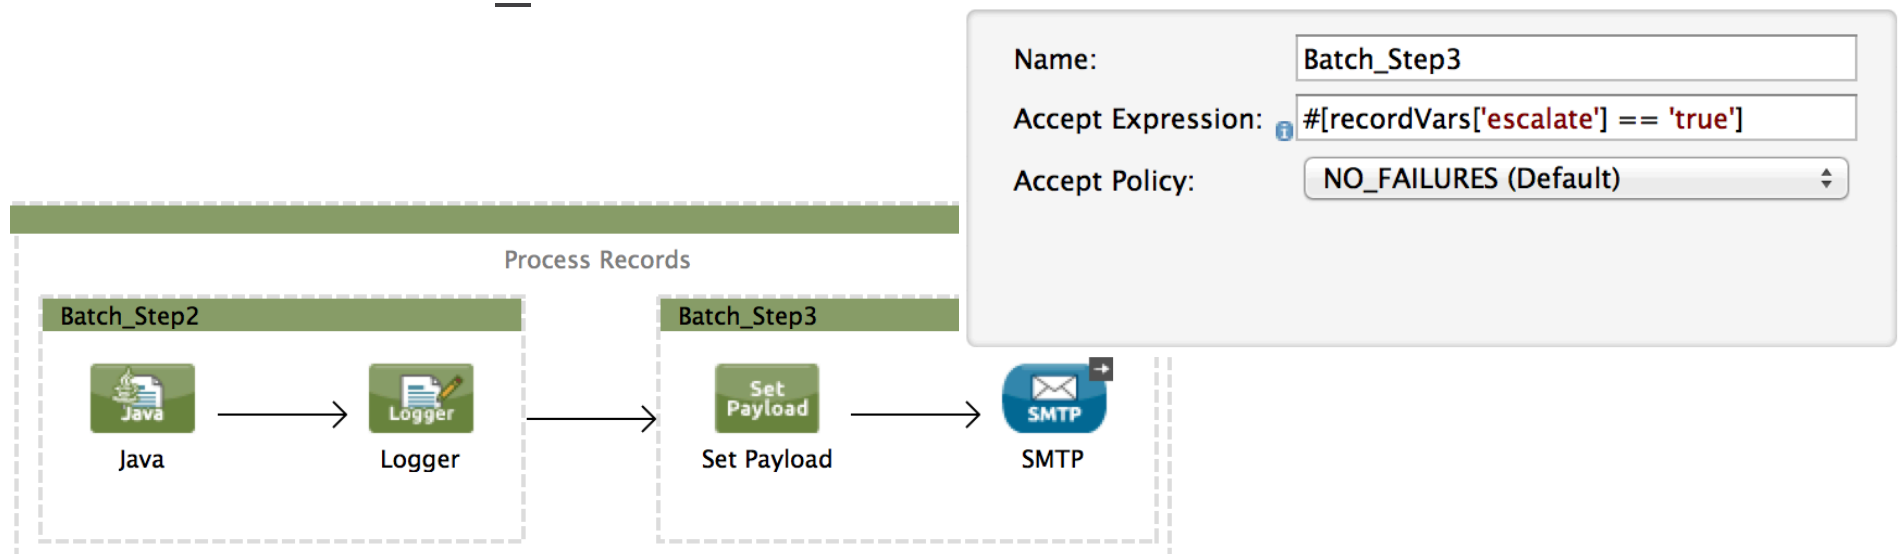 Name:
Batch_Step3
Accept Expression:
#[recordVars['escalate'] == 'true']
Accept Policy:
NO_FAILURES (Default)
Process Records
Batch_Step2
Batch_Step3
Java
Logger
Set
Payload
SMTP
Java
Logger
Set Payload
SMTP